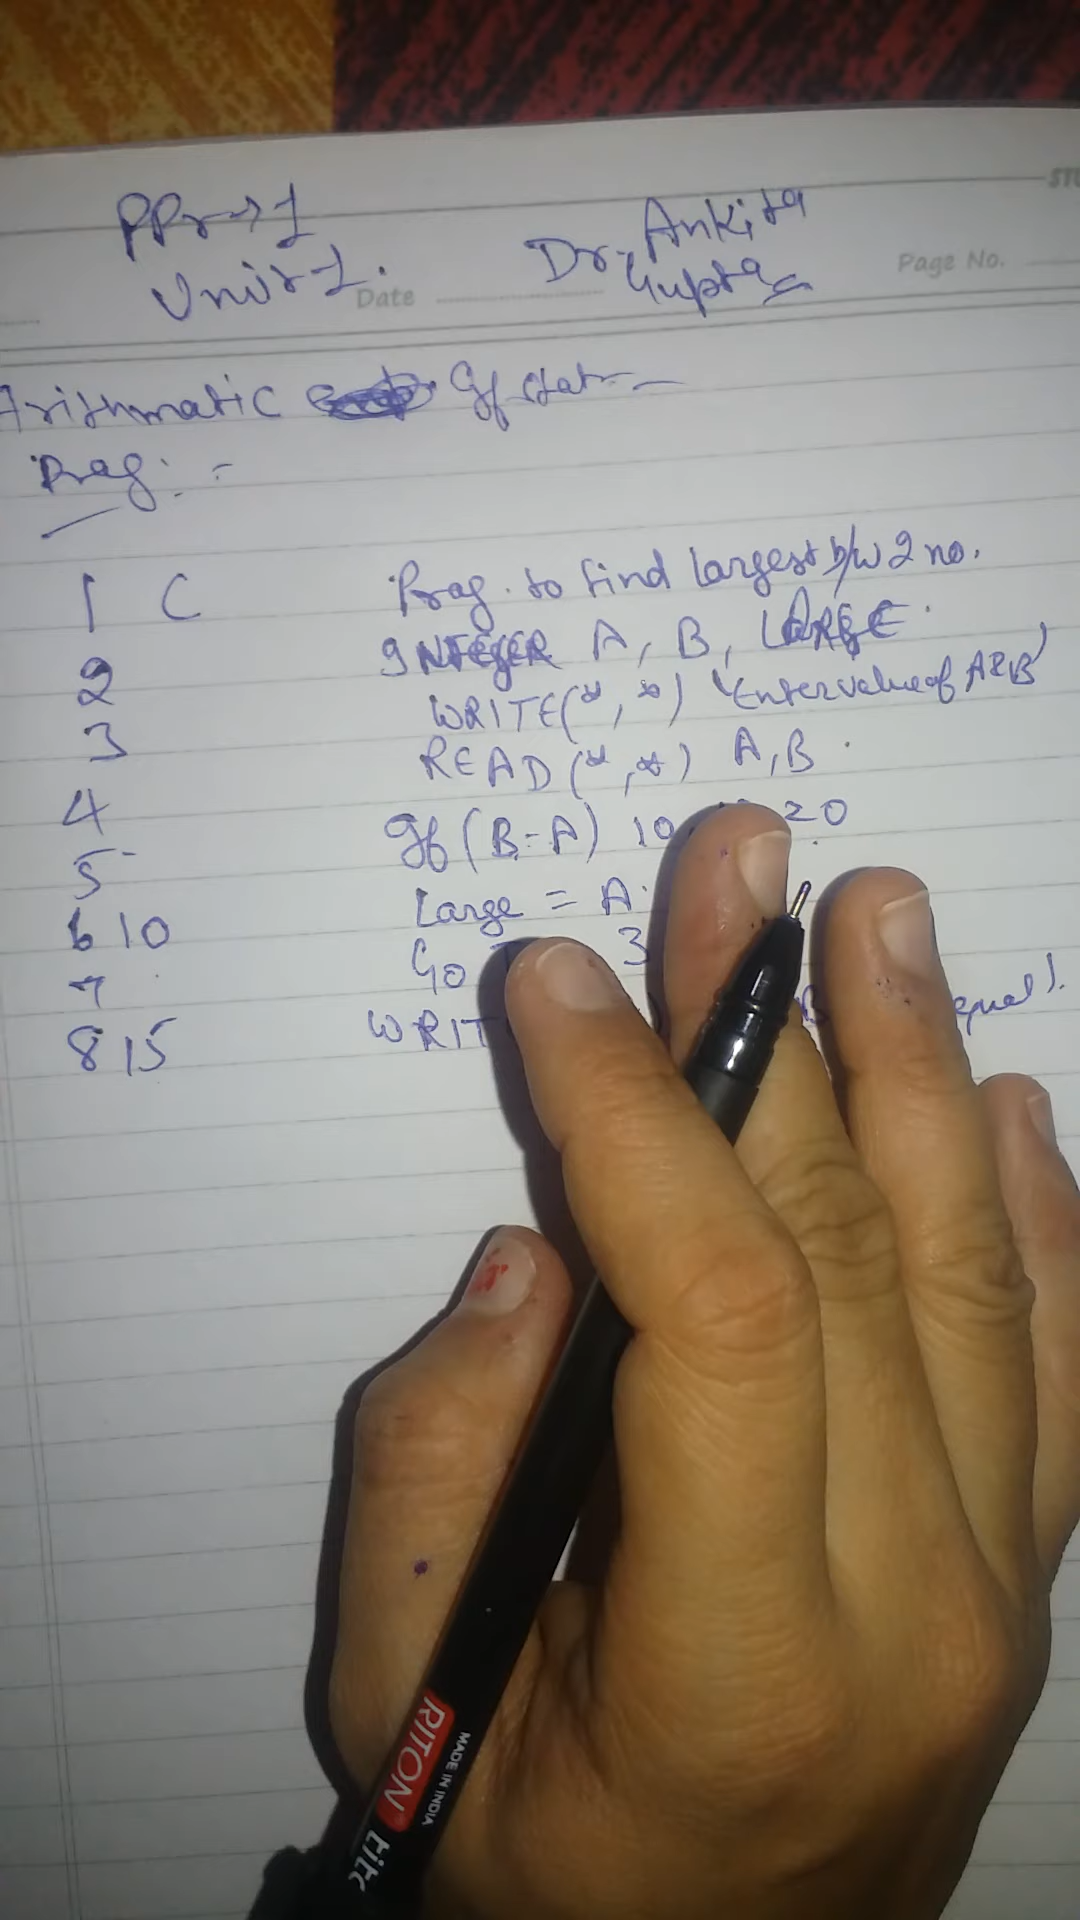 PPr→1
Unit-1.
Dr. Ankita
Gupta
Date
Page No.
Arithmatic If stat-
Prog:-
1 C Prog. to find largest b/w 2 no.
2 INTEGER A, B, LARGE.
3 WRITE(*,*) 'Enter value of A & B'
4 READ(*,*) A,B.
5 If(B-A) 10, 20
6 10 Large = A.
7 Go 3
8 15 WRIT B equal'.
RITON
MADE IN INDIA